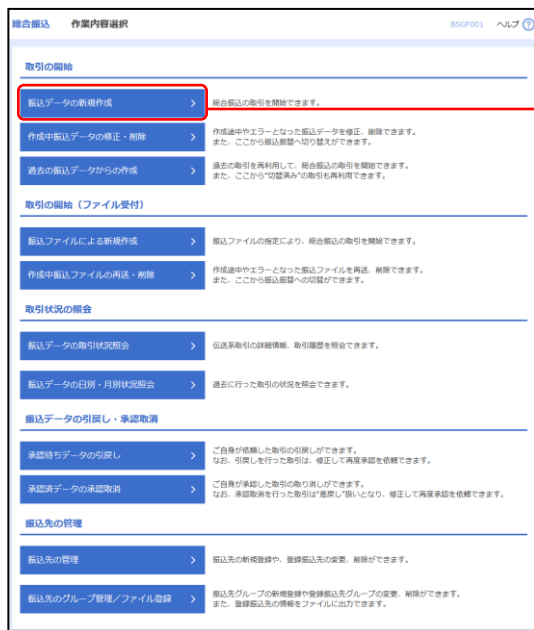 総合振込 作業内容選択 BSGF001 ヘルプ ?
取引の開始
振込データの新規作成 > 総合振込の取引を開始できます。
作成中振込データの修正・削除 > 作成途中やエラーとなった振込データを修正、削除できます。
また、ここから振込振替へ切り替えができます。
過去の振込データからの作成 > 過去の取引を再利用して、総合振込の取引を開始できます。
また、ここから"切替済み"の取引も再利用できます。
取引の開始（ファイル受付）
振込ファイルによる新規作成 > 振込ファイルの指定により、総合振込の取引を開始できます。
作成中振込ファイルの再送・削除 > 作成途中やエラーとなった振込ファイルを再送、削除できます。
また、ここから振込振替への切替ができます。
取引状況の照会
振込データの取引状況照会 > 伝送系取引の詳細情報、取引履歴を照会できます。
振込データの日別・月別状況照会 > 過去に行った取引の状況を照会できます。
振込データの引戻し・承認取消
承認待ちデータの引戻し > ご自身が依頼した取引の引戻しができます。
なお、引戻しを行った取引は、修正して再度承認を依頼できます。
承認済データの承認取消 > ご自身が承認した取引の取り消しができます。
なお、承認取消を行った取引は"差戻し"扱いとなり、修正して再度承認を依頼できます。
振込先の管理
振込先の管理 > 振込先の新規登録や、登録振込先の変更、削除ができます。
振込先のグループ管理／ファイル登録 > 振込先グループの新規登録や登録振込先グループの変更、削除ができます。
また、登録振込先の情報をファイルに出力できます。